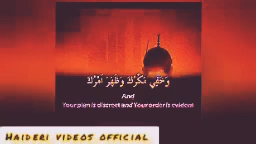 وَخَفِيَ مَكْرُكَ وَظَهَرَ اَمْرُكَ
And
Your plan is discreet and Your order is evident
HAIDERI VIDEOS OFFICIAL